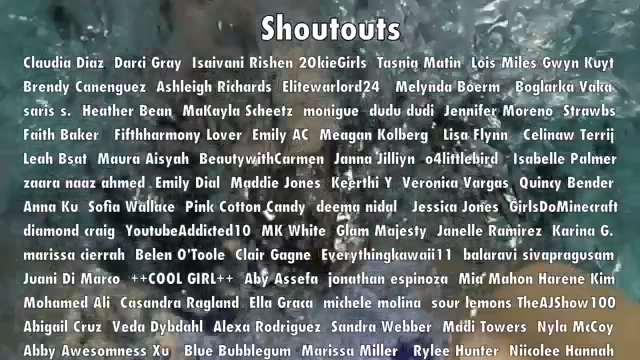 Shoutouts
Claudia Diaz Darci Gray Isaivani Rishen 2OkieGirls Tasnia Matin Lois Miles Gwyn Kuyt
Brendy Canenguez Ashleigh Richards Elitewarlord24 Melynda Boerm Boglarka Vaka
saris s. Heather Bean MaKayla Scheetz monigue dudu dudi Jennifer Moreno Strawbs
Faith Baker Fifthharmony Lover Emily AC Meagan Kolberg Lisa Flynn Celinaw Terrij
Leah Bsat Maura Aisyah BeautywithCarmen Janna Jilliyn o4littlebird Isabelle Palmer
zaara naaz ahmed Emily Dial Maddie Jones Keerthi Y Veronica Vargas Quincy Bender
Anna Ku Sofia Wallace Pink Cotton Candy deema nidal Jessica Jones GirlsDoMinecraft
diamond craig YoutubeAddicted10 MK White Glam Majesty Janelle Ramirez Karina G.
marissa cierrah Belen O'Toole Clair Gagne Everythingkawaii11 balaravi sivapragusam
Juani Di Marco ++COOL GIRL++ Aby Assefa jonathan espinoza Mia Mahon Harene Kim
Mohamed Ali Casandra Ragland Ella Graca michele molina sour lemons TheAJShow100
Abigail Cruz Veda Dybdahl Alexa Rodriguez Sandra Webber Madi Towers Nyla McCoy
Abby Awesomness Xu Blue Bubblegum Marissa Miller Rylee Hunter Niicolee Hannah